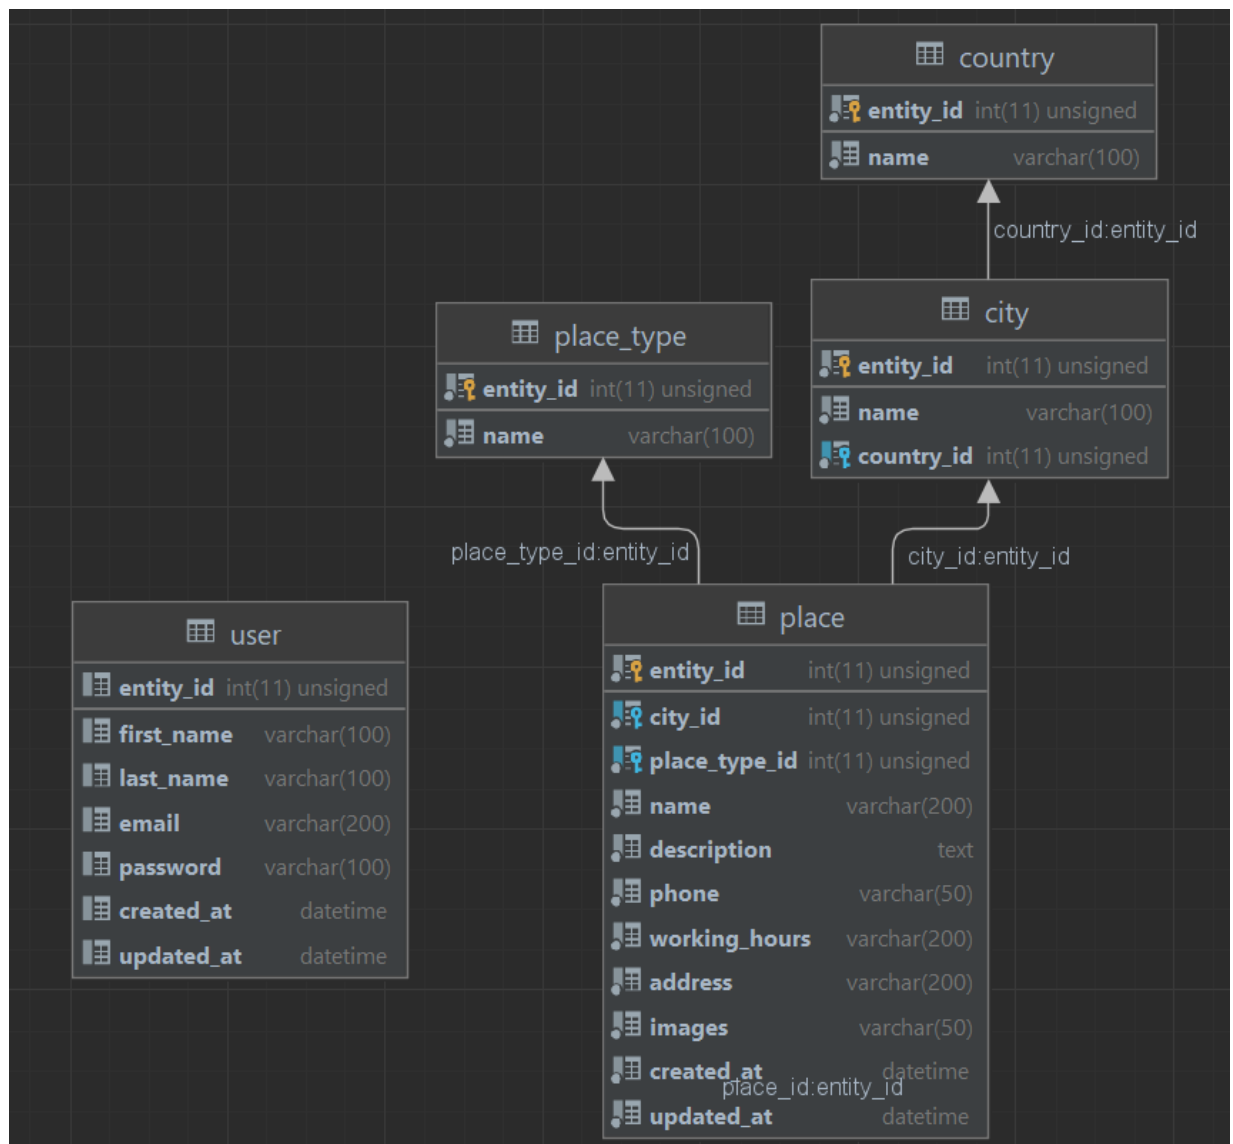 country
entity_id int(11) unsigned
name varchar(100)
country_id:entity_id
city
entity_id int(11) unsigned
name varchar(100)
country_id int(11) unsigned
place_type
entity_id int(11) unsigned
name varchar(100)
place_type_id:entity_id
city_id:entity_id
user
entity_id int(11) unsigned
first_name varchar(100)
last_name varchar(100)
email varchar(200)
password varchar(100)
created_at datetime
updated_at datetime
place
entity_id int(11) unsigned
city_id int(11) unsigned
place_type_id int(11) unsigned
name varchar(200)
description text
phone varchar(50)
working_hours varchar(200)
address varchar(200)
images varchar(50)
created_at datetime
place_id:entity_id
updated_at datetime